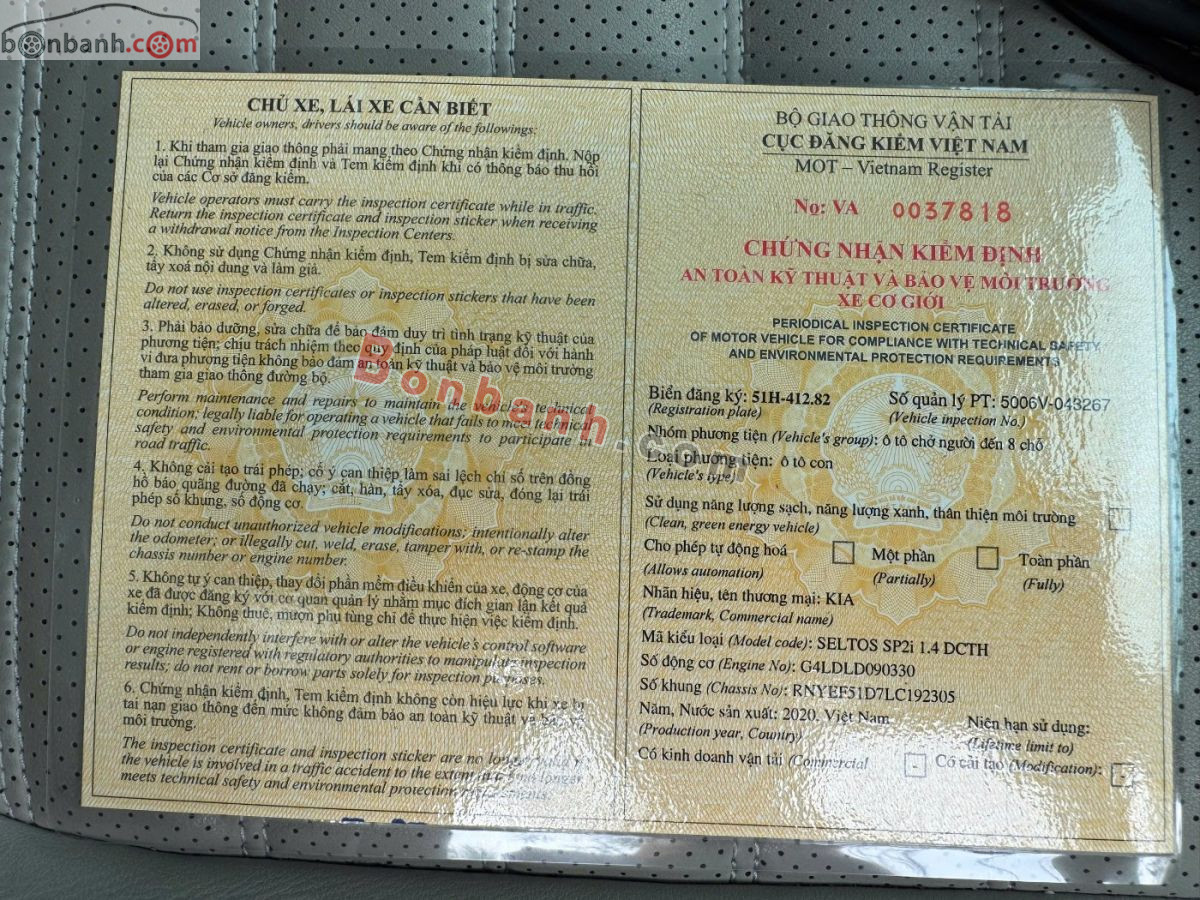 bonbanh.com
CHỦ XE, LÁI XE CẦN BIẾT
Vehicle owners, drivers should be aware of the followings:
1. Khi tham gia giao thông phải mang theo Chứng nhận kiểm định. Nộp
lại Chứng nhận kiểm định và Tem kiểm định khi có thông báo thu hồi
của các Cơ sở đăng kiểm.
Vehicle operators must carry the inspection certificate while in traffic.
Return the inspection certificate and inspection sticker when receiving
a withdrawal notice from the Inspection Centers.
2. Không sử dụng Chứng nhận kiểm định, Tem kiểm định bị sửa chữa,
tẩy xoá nội dung và làm giả.
Do not use inspection certificates or inspection stickers that have been
altered, erased, or forged.
3. Phải bảo dưỡng, sửa chữa để bảo đảm duy trì tình trạng kỹ thuật của
phương tiện; chịu trách nhiệm theo quy định của pháp luật đối với hành
vi đưa phương tiện không bảo đảm an toàn kỹ thuật và bảo vệ môi trường
tham gia giao thông đường bộ.
Perform maintenance and repairs to maintain the vehicle's technical
condition; legally liable for operating a vehicle that fails to meet technical
safety and environmental protection requirements to participate in
road traffic.
4. Không cải tạo trái phép; cố ý can thiệp làm sai lệch chỉ số trên đồng
hồ báo quãng đường đã chạy; cắt, hàn, tẩy xóa, đục sửa, đóng lại trái
phép số khung, số động cơ.
Do not conduct unauthorized vehicle modifications; intentionally alter
the odometer; or illegally cut, weld, erase, tamper with, or re-stamp the
chassis number or engine number.
5. Không tự ý can thiệp, thay đổi phần mềm điều khiển của xe, động cơ của
xe đã được đăng ký với cơ quan quản lý nhằm mục đích gian lận kết quả
kiểm định; Không thuê, mượn phụ tùng chỉ để thực hiện việc kiểm định.
Do not independently interfere with or alter the vehicle's control software
or engine registered with regulatory authorities to manipulate inspection
results; do not rent or borrow parts solely for inspection purposes.
6. Chứng nhận kiểm định, Tem kiểm định không còn hiệu lực khi xe bị
tai nạn giao thông đến mức không đảm bảo an toàn kỹ thuật và bảo vệ
môi trường.
The inspection certificate and inspection sticker are no longer valid if
the vehicle is involved in a traffic accident to the extent it no longer
meets technical safety and environmental protection requirements.
BỘ GIAO THÔNG VẬN TẢI
CỤC ĐĂNG KIỂM VIỆT NAM
MOT – Vietnam Register
No: VA 0037818
CHỨNG NHẬN KIỂM ĐỊNH
AN TOÀN KỸ THUẬT VÀ BẢO VỆ MÔI TRƯỜNG
XE CƠ GIỚI
PERIODICAL INSPECTION CERTIFICATE
OF MOTOR VEHICLE FOR COMPLIANCE WITH TECHNICAL SAFETY
AND ENVIRONMENTAL PROTECTION REQUIREMENTS
Biển đăng ký: 51H-412.82 Số quản lý PT: 5006V-043267
(Registration plate) (Vehicle inpection No.)
Nhóm phương tiện (Vehicle's group): ô tô chở người đến 8 chỗ
Loại phương tiện: ô tô con
(Vehicle's type)
Sử dụng năng lượng sạch, năng lượng xanh, thân thiện môi trường
(Clean, green energy vehicle)
Cho phép tự động hoá Một phần Toàn phần
(Allows automation) (Partially) (Fully)
Nhãn hiệu, tên thương mại: KIA
(Trademark, Commercial name)
Mã kiểu loại (Model code): SELTOS SP2i 1.4 DCTH
Số động cơ (Engine No): G4LDLD090330
Số khung (Chassis No): RNYEF51D7LC192305
Năm, Nước sản xuất: 2020, Việt Nam Niên hạn sử dụng:
(Production year, Country) (Lifetime limit to)
Có kinh doanh vận tải (Commercial - Có cải tạo (Modification): -
Bonbanh.com